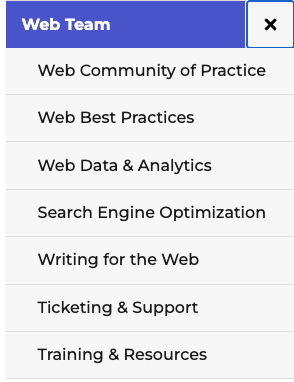 Web Team
Web Community of Practice
Web Best Practices
Web Data & Analytics
Search Engine Optimization
Writing for the Web
Ticketing & Support
Training & Resources